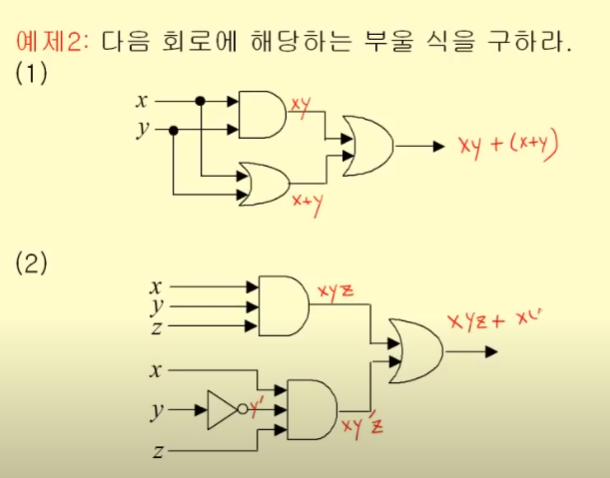 예제2: 다음 회로에 해당하는 부울 식을 구하라.
(1)
x
y
xy
x+y
xy + (x+y)
(2)
x
y
z
xyz
x
y
z
y'
xy'z
xyz +